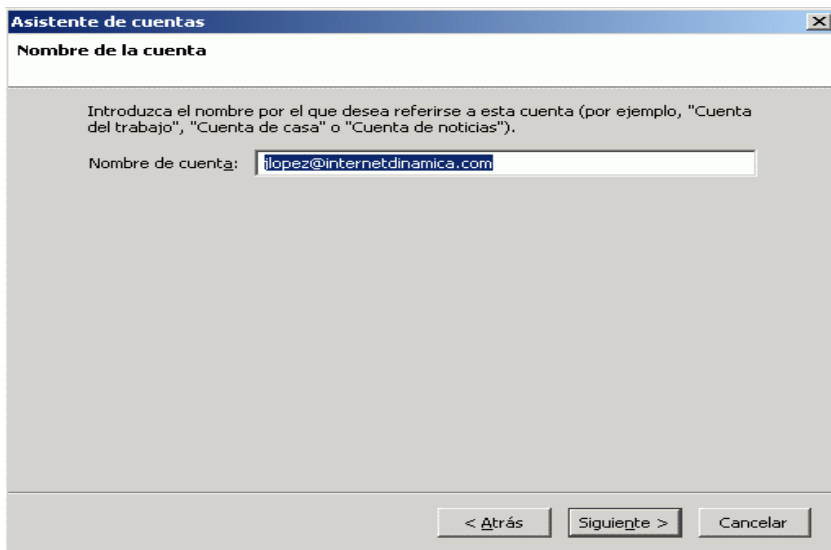 Asistente de cuentas
Nombre de la cuenta
Introduzca el nombre por el que desea referirse a esta cuenta (por ejemplo, "Cuenta
del trabajo", "Cuenta de casa" o "Cuenta de noticias").
Nombre de cuenta: jlopez@internetdinamica.com
< Atrás Siguiente > Cancelar